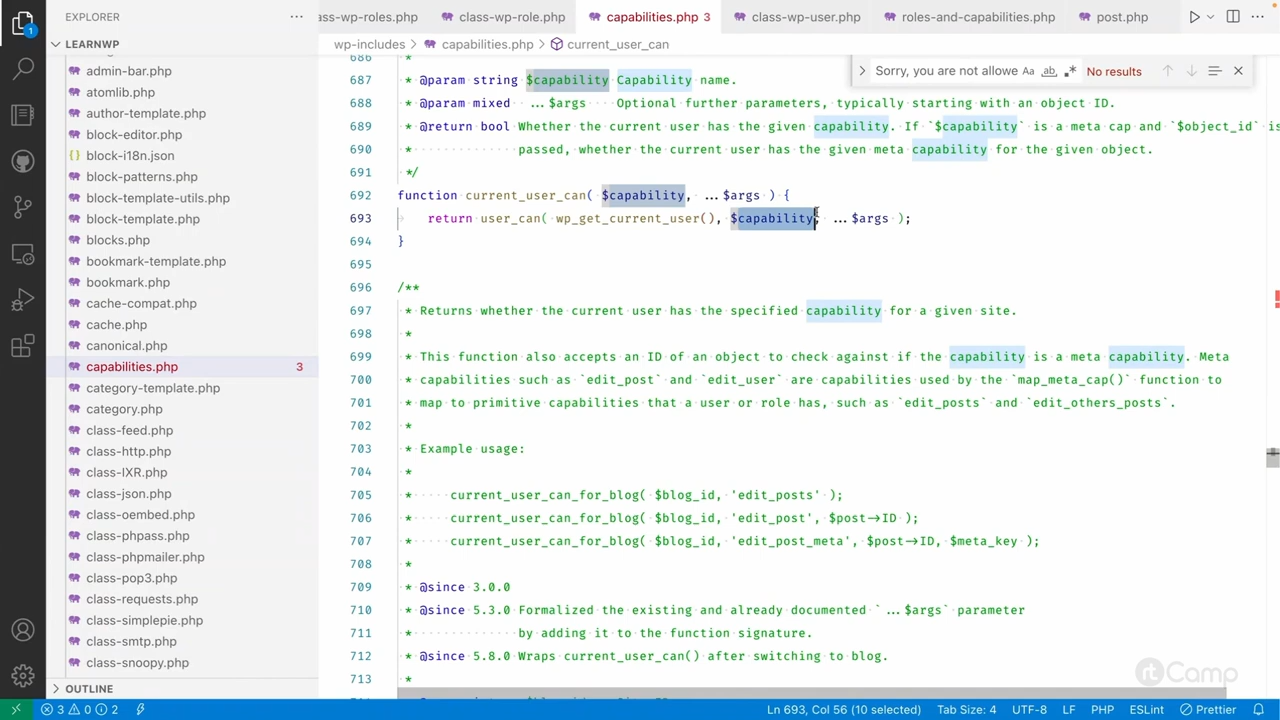 EXPLORER
ass-wp-roles.php
class-wp-role.php
capabilities.php 3
class-wp-user.php
roles-and-capabilities.php
post.php
1
LEARNWP
wp-includes > capabilities.php > current_user_can
Sorry, you are not allowe
Aa
ab
.*
No results
admin-bar.php
atomlib.php
author-template.php
block-editor.php
{} block-i18n.json
block-patterns.php
block-template-utils.php
block-template.php
blocks.php
bookmark-template.php
bookmark.php
cache-compat.php
cache.php
canonical.php
capabilities.php 3
category-template.php
category.php
class-feed.php
class-http.php
class-IXR.php
class-json.php
class-oembed.php
class-phpass.php
class-phpmailer.php
class-pop3.php
class-requests.php
class-simplepie.php
class-smtp.php
class-snoopy.php
OUTLINE
686 *
687 * @param string $capability Capability name.
688 * @param mixed ...$args Optional further parameters, typically starting with an object ID.
689 * @return bool Whether the current user has the given capability. If `$capability` is a meta cap and `$object_id` is
690 * passed, whether the current user has the given meta capability for the given object.
691 */
692 function current_user_can( $capability, ...$args ) {
693 return user_can( wp_get_current_user(), $capability, ...$args );
694 }
695
696 /**
697 * Returns whether the current user has the specified capability for a given site.
698 *
699 * This function also accepts an ID of an object to check against if the capability is a meta capability. Meta
700 * capabilities such as `edit_post` and `edit_user` are capabilities used by the `map_meta_cap()` function to
701 * map to primitive capabilities that a user or role has, such as `edit_posts` and `edit_others_posts`.
702 *
703 * Example usage:
704 *
705 * current_user_can_for_blog( $blog_id, 'edit_posts' );
706 * current_user_can_for_blog( $blog_id, 'edit_post', $post->ID );
707 * current_user_can_for_blog( $blog_id, 'edit_post_meta', $post->ID, $meta_key );
708 *
709 * @since 3.0.0
710 * @since 5.3.0 Formalized the existing and already documented `...$args` parameter
711 * by adding it to the function signature.
712 * @since 5.8.0 Wraps current_user_can() after switching to blog.
713 *
rtCamp
3 0 2
Ln 693, Col 56 (10 selected)
Tab Size: 4
UTF-8
LF
PHP
ESLint
Prettier